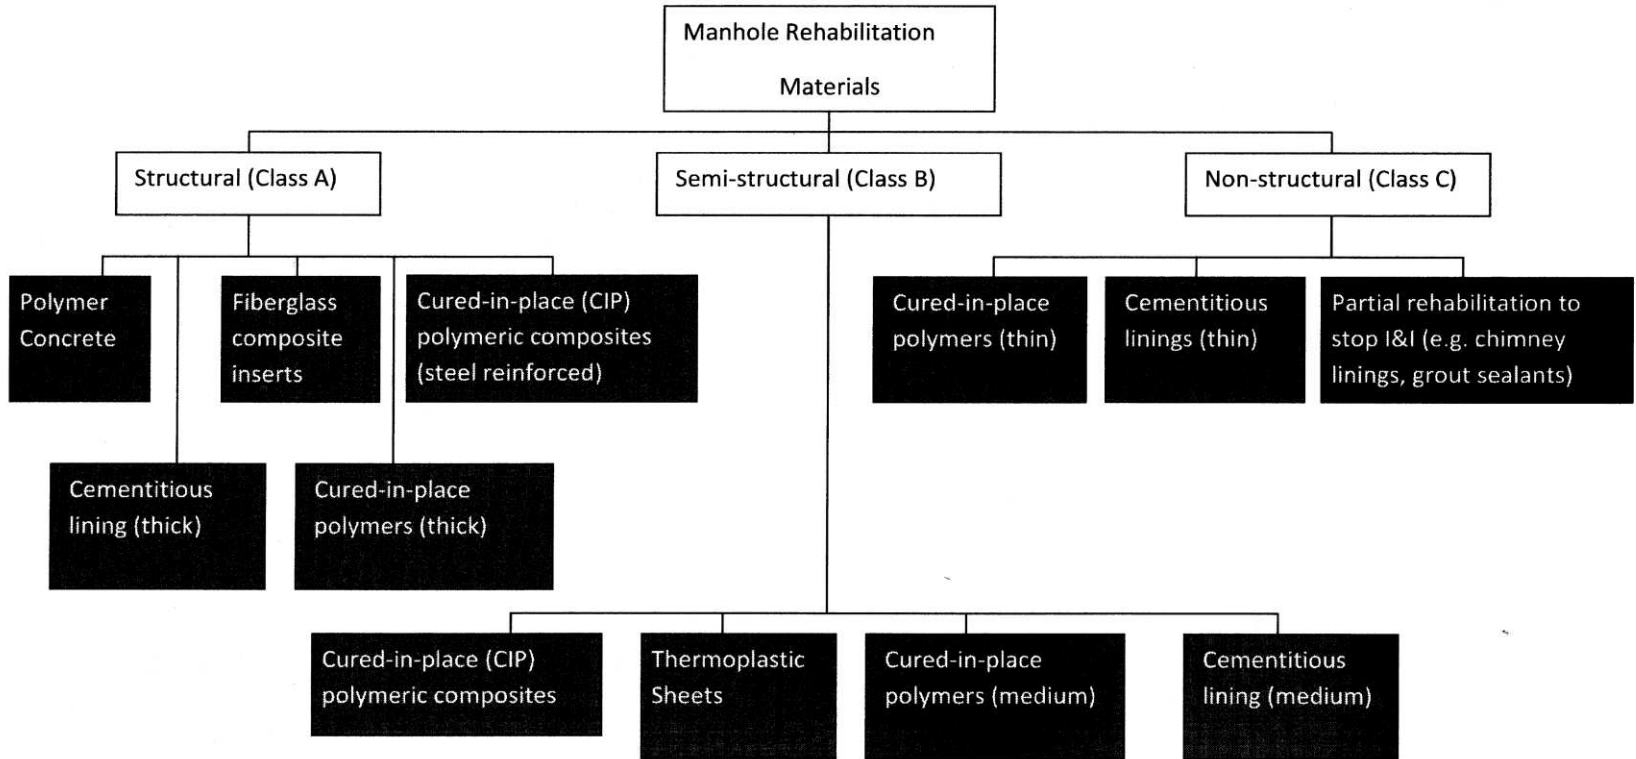 Manhole Rehabilitation
Materials
Structural (Class A)
Semi-structural (Class B)
Non-structural (Class C)
Polymer
Concrete
Fiberglass
composite
inserts
Cured-in-place (CIP)
polymeric composites
(steel reinforced)
Cured-in-place
polymers (thin)
Cementitious
linings (thin)
Partial rehabilitation to
stop I&I (e.g. chimney
linings, grout sealants)
Cementitious
lining (thick)
Cured-in-place
polymers (thick)
Cured-in-place (CIP)
polymeric composites
Thermoplastic
Sheets
Cured-in-place
polymers (medium)
Cementitious
lining (medium)